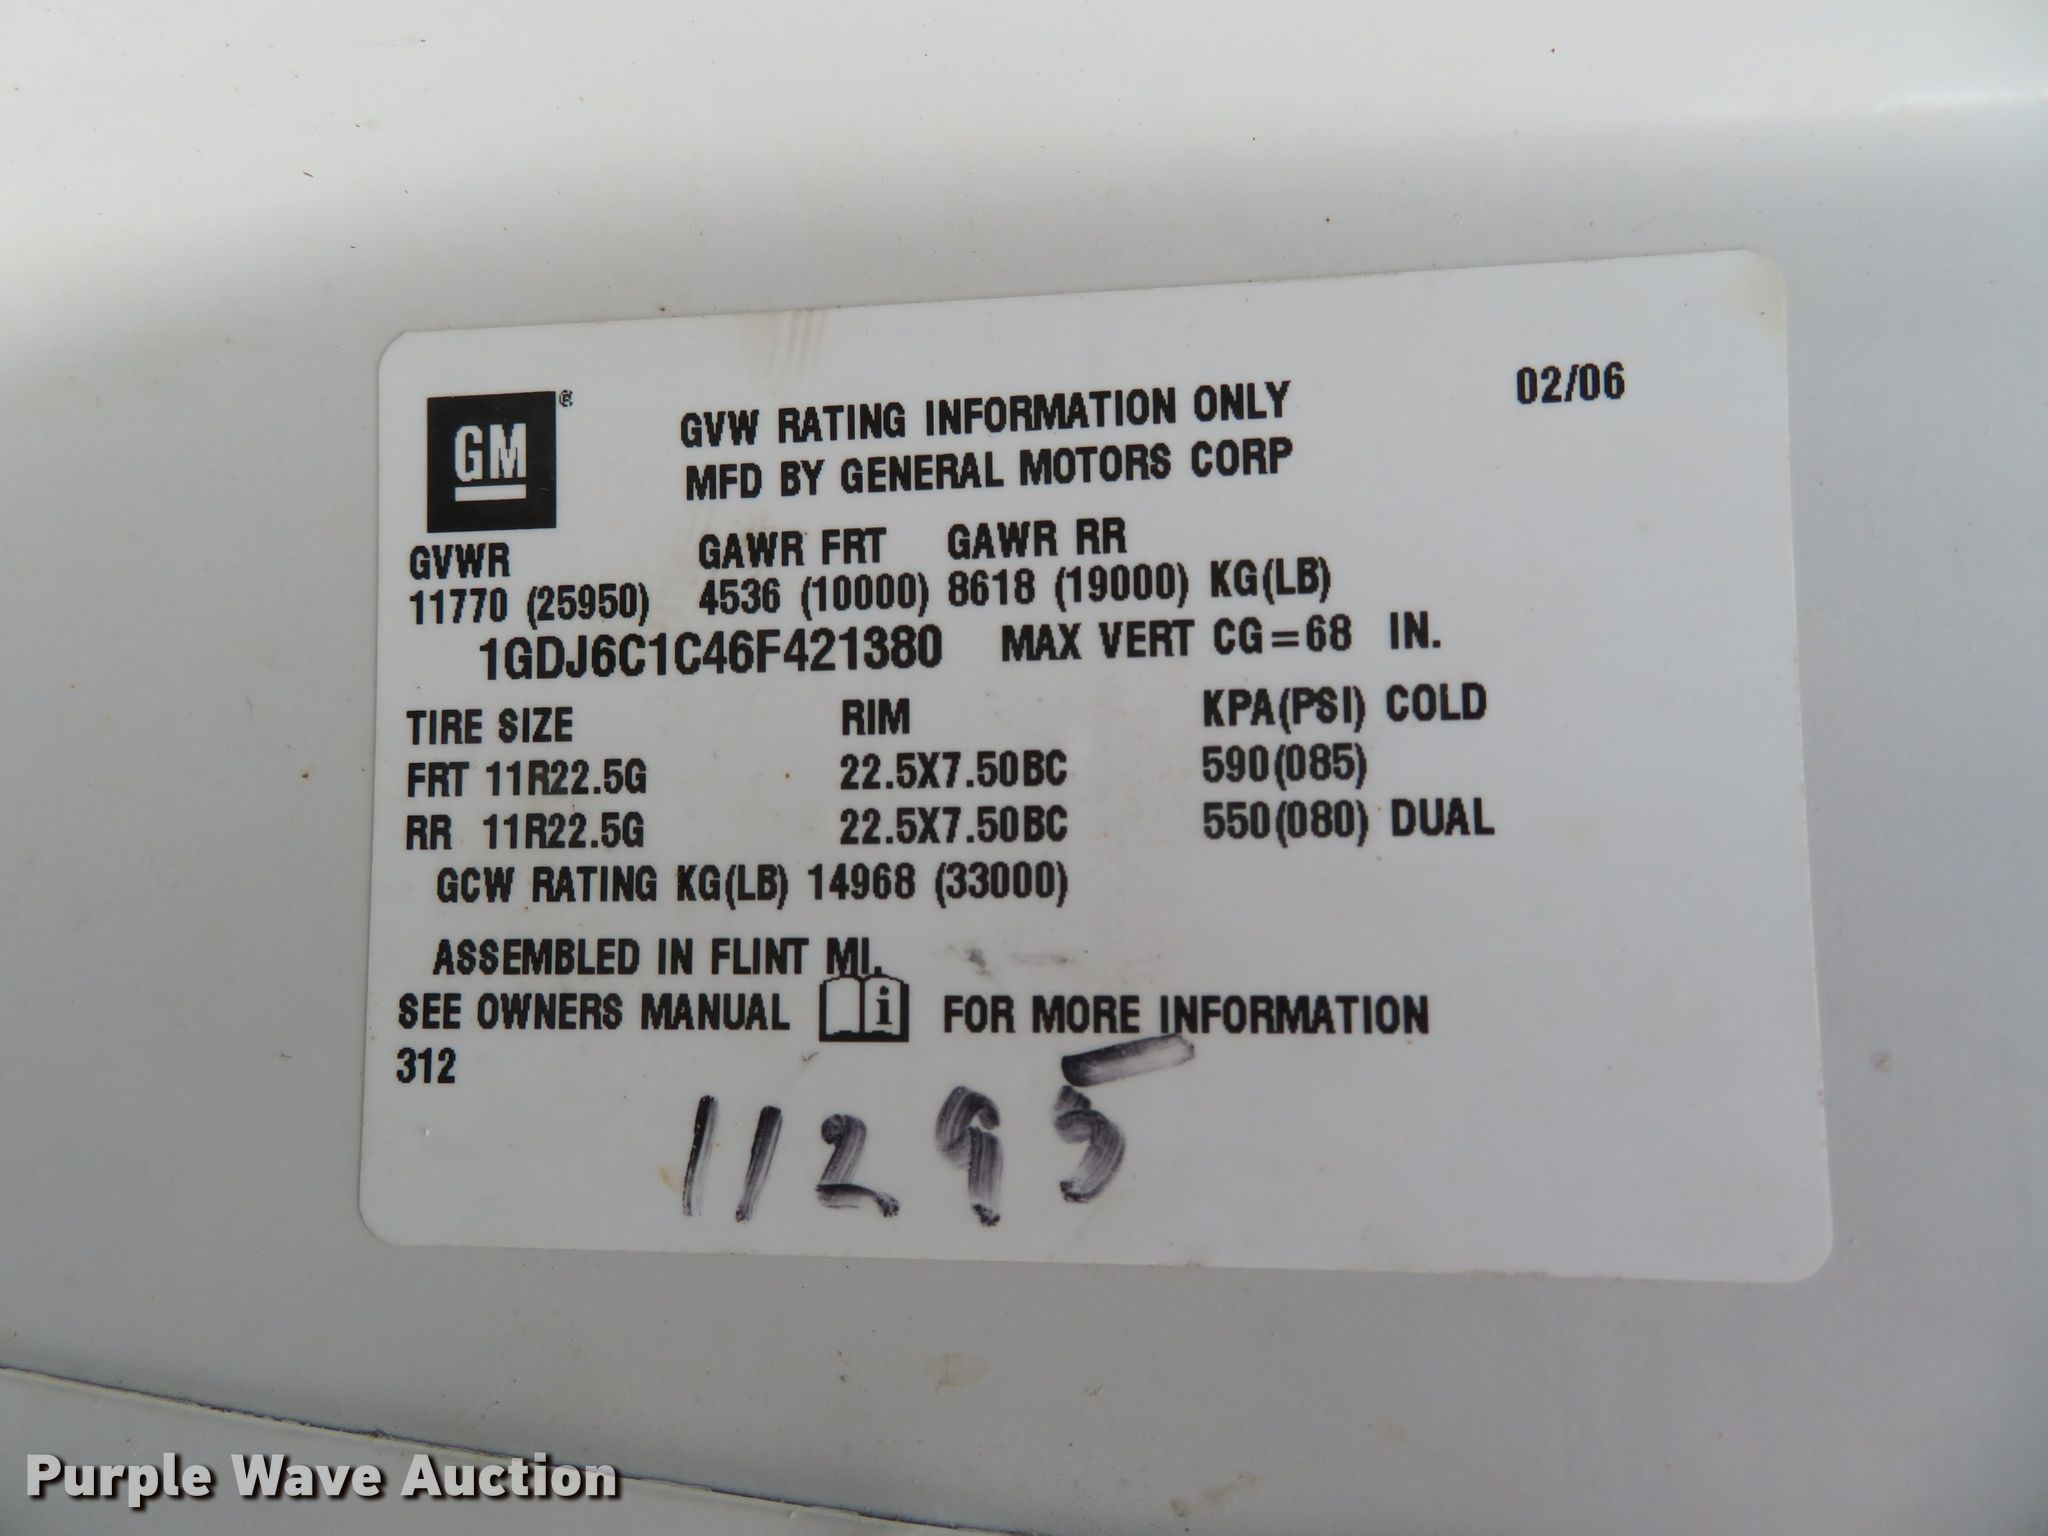 GM®
GVW RATING INFORMATION ONLY
02/06
MFD BY GENERAL MOTORS CORP
GVWR GAWR FRT GAWR RR
11770 (25950) 4536 (10000) 8618 (19000) KG(LB)
1GDJ6C1C46F421380 MAX VERT CG=68 IN.
TIRE SIZE RIM KPA(PSI) COLD
FRT 11R22.5G 22.5X7.50BC 590(085)
RR 11R22.5G 22.5X7.50BC 550(080) DUAL
GCW RATING KG(LB) 14968 (33000)
ASSEMBLED IN FLINT MI.
SEE OWNERS MANUAL i FOR MORE INFORMATION
312
11295
Purple Wave Auction